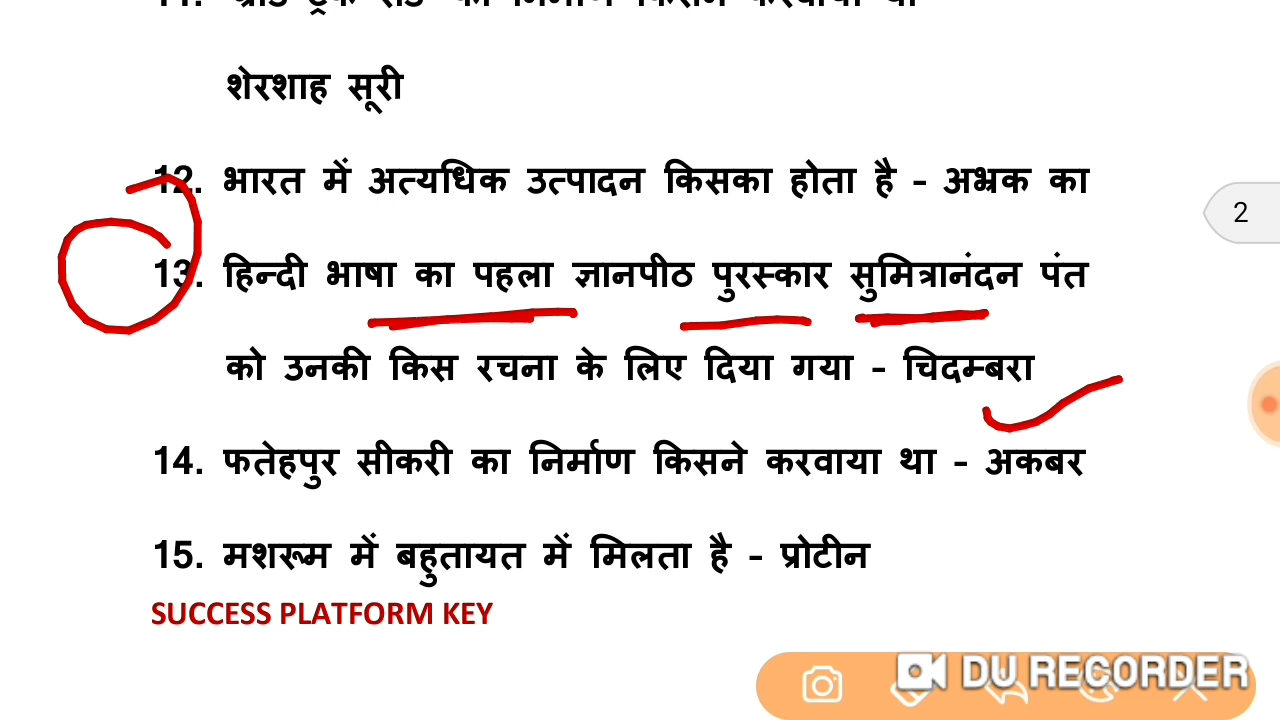 शेरशाह सूरी
12. भारत में अत्यधिक उत्पादन किसका होता है - अभ्रक का
2
13. हिन्दी भाषा का पहला ज्ञानपीठ पुरस्कार सुमित्रानंदन पंत
को उनकी किस रचना के लिए दिया गया - चिदम्बरा
14. फतेहपुर सीकरी का निर्माण किसने करवाया था - अकबर
15. मशरूम में बहुतायत में मिलता है - प्रोटीन
SUCCESS PLATFORM KEY
DU RECORDER